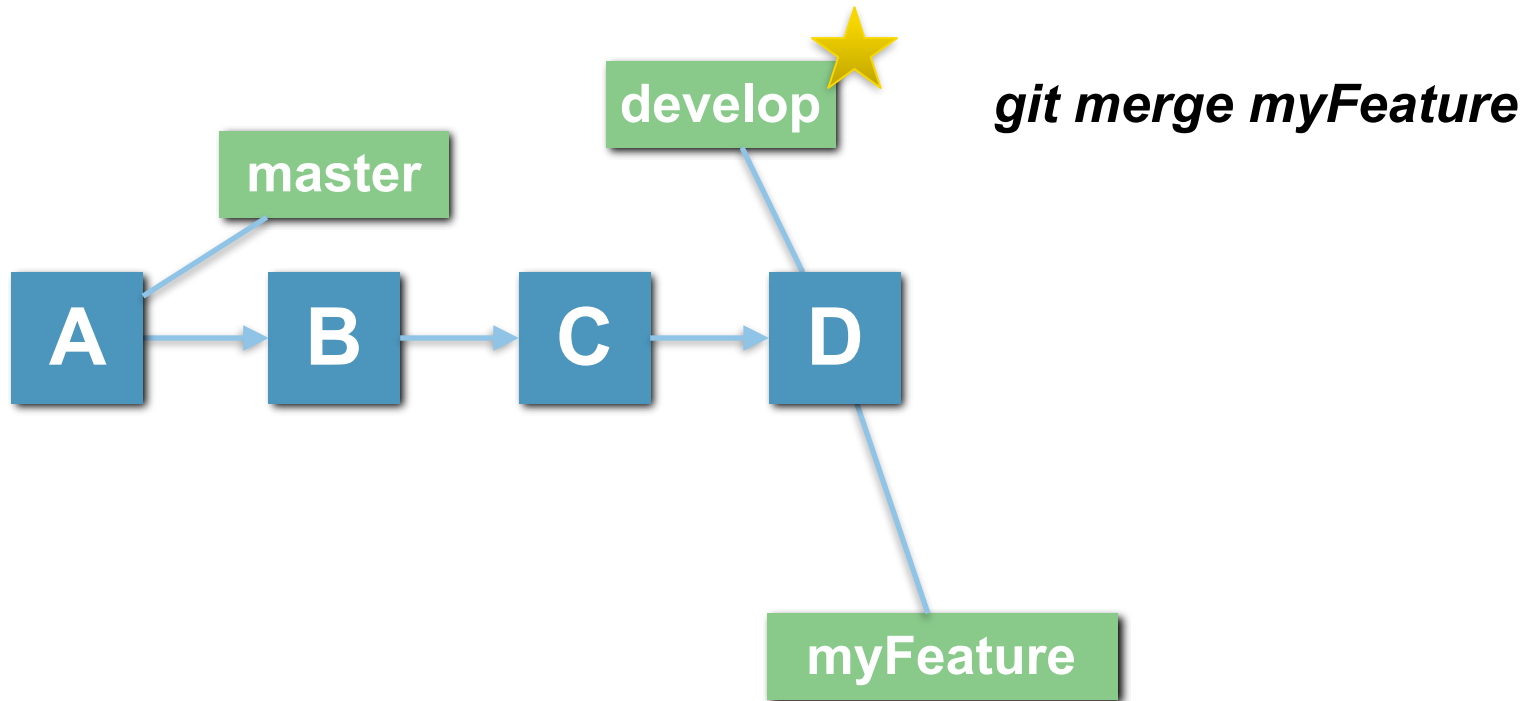 develop
git merge myFeature
master
A
B
C
D
myFeature